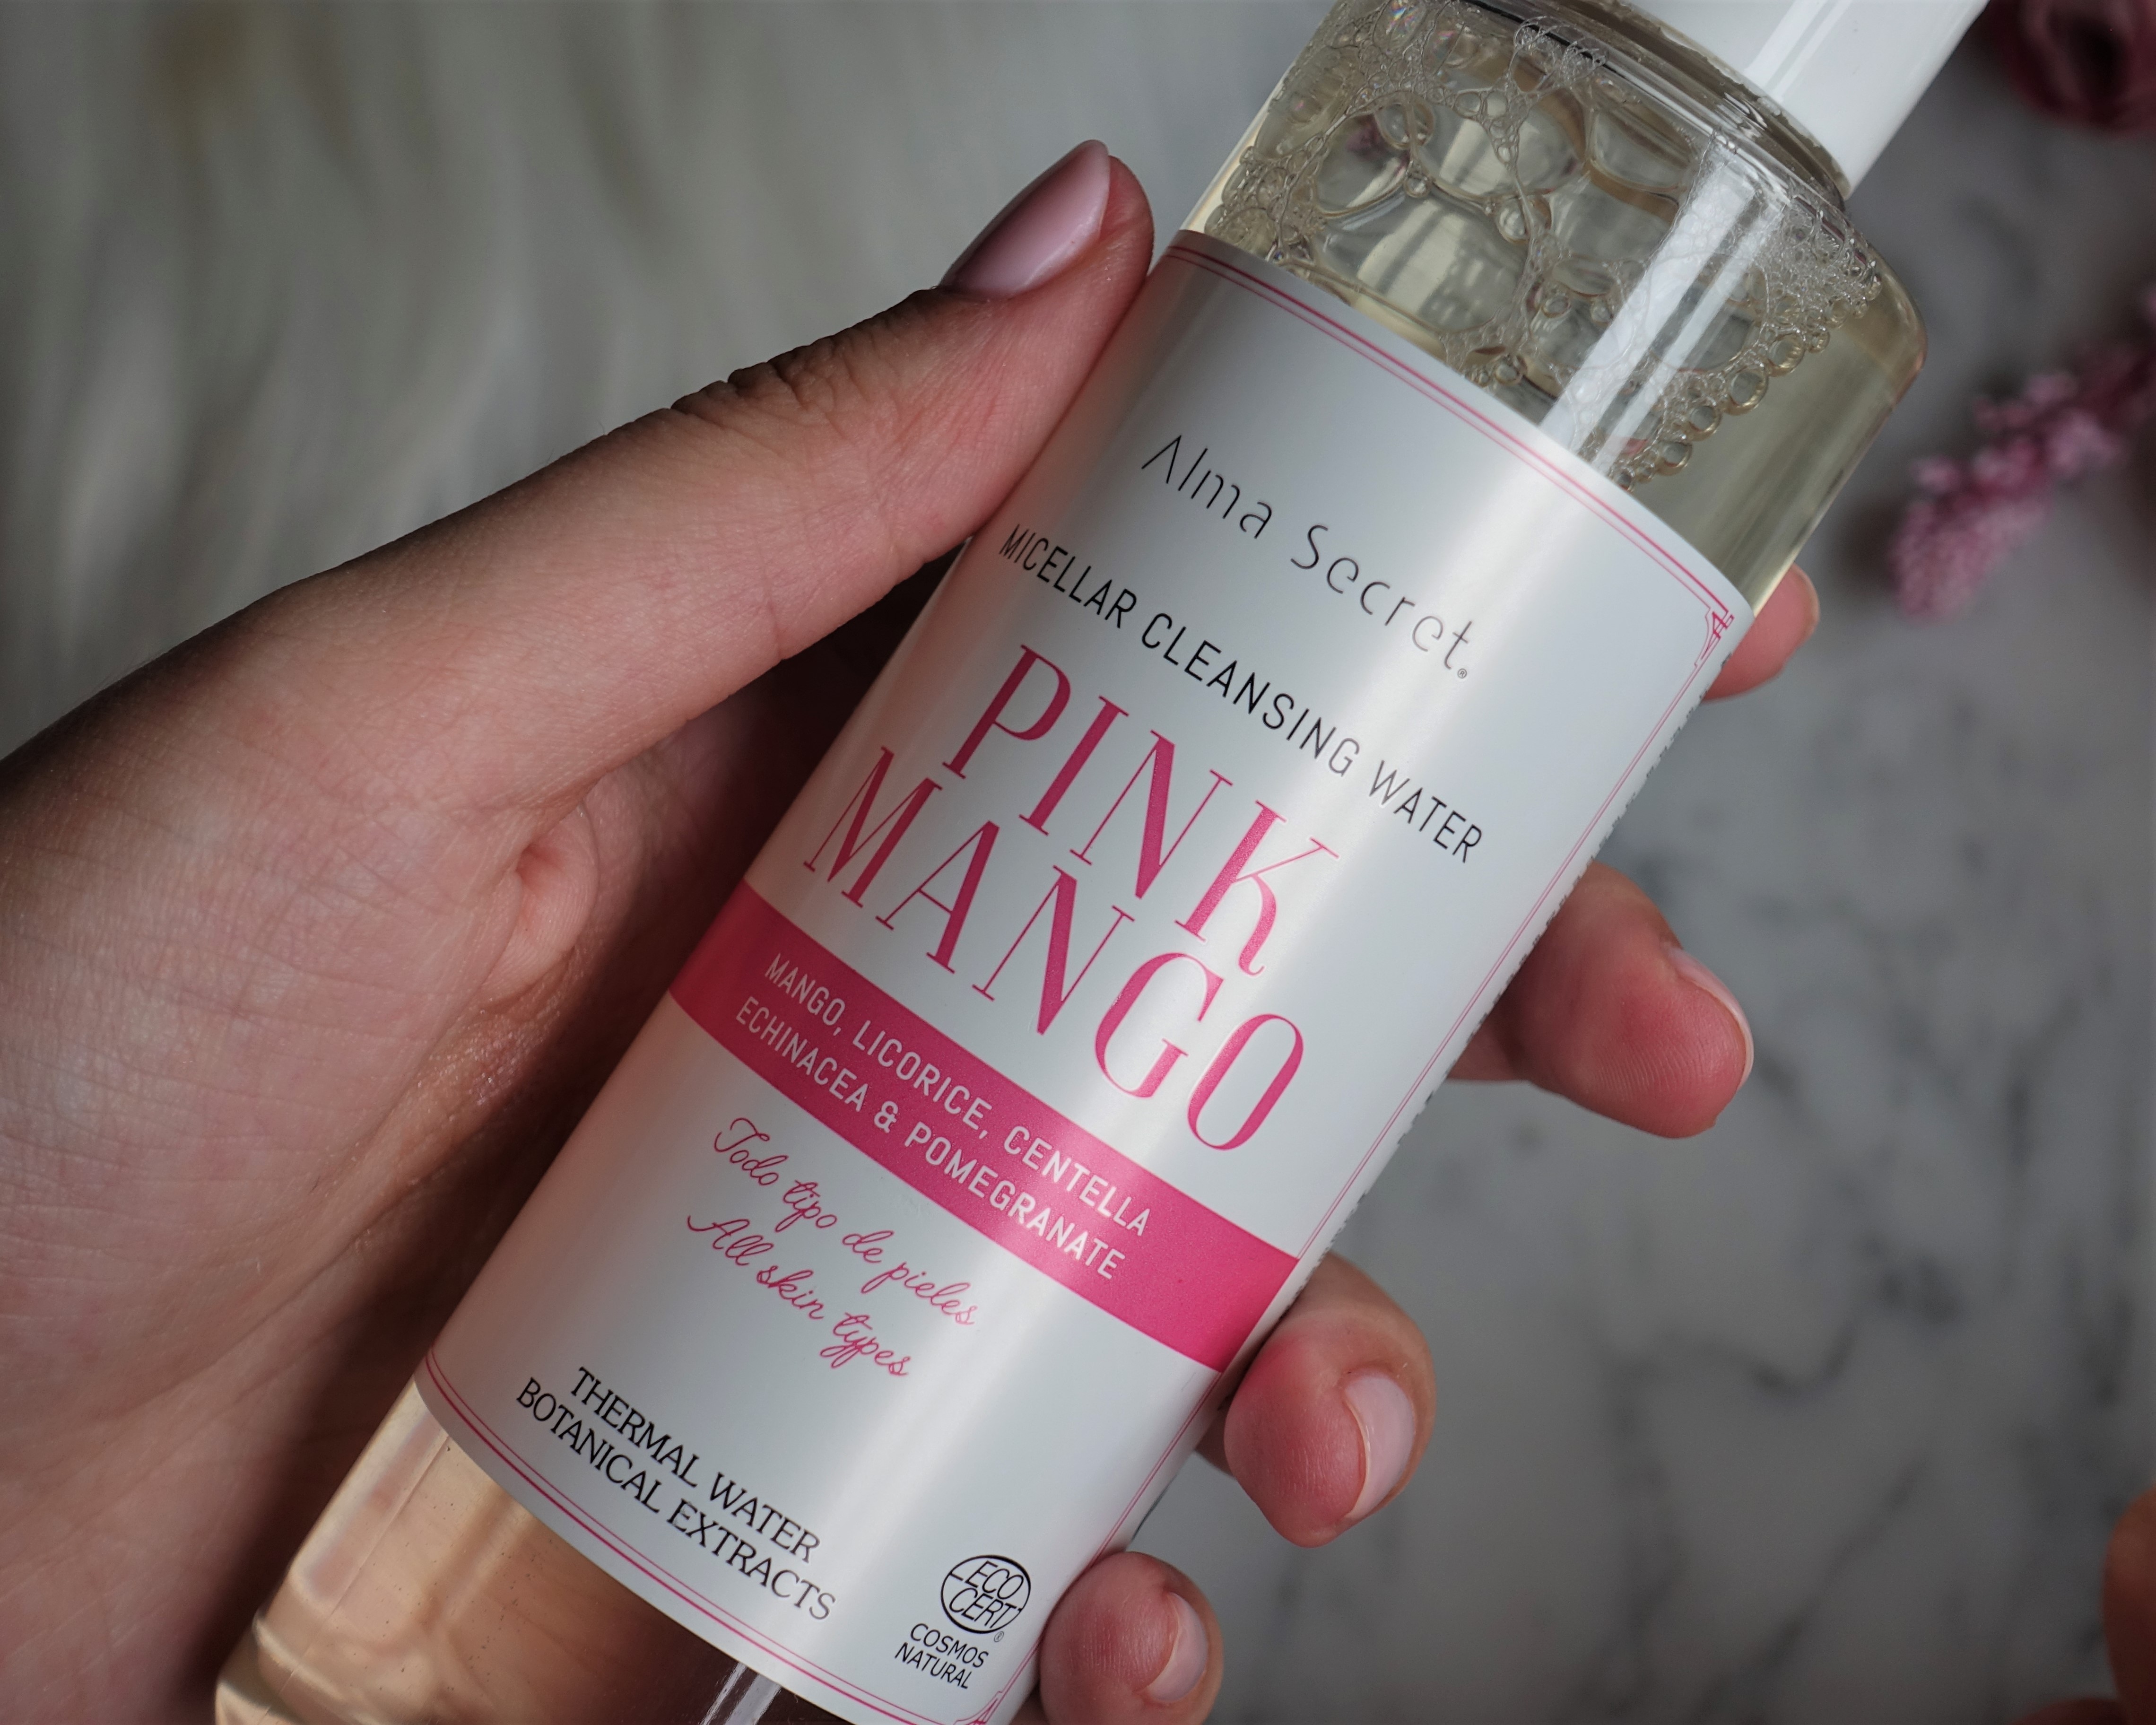 Alma Secret®
MICELLAR CLEANSING WATER
PINK
MANGO
MANGO, LICORICE, CENTELLA
ECHINACEA & POMEGRANATE
Todo tipo de pieles
All skin types
THERMAL WATER
BOTANICAL EXTRACTS
ECO
CERT®
COSMOS
NATURAL